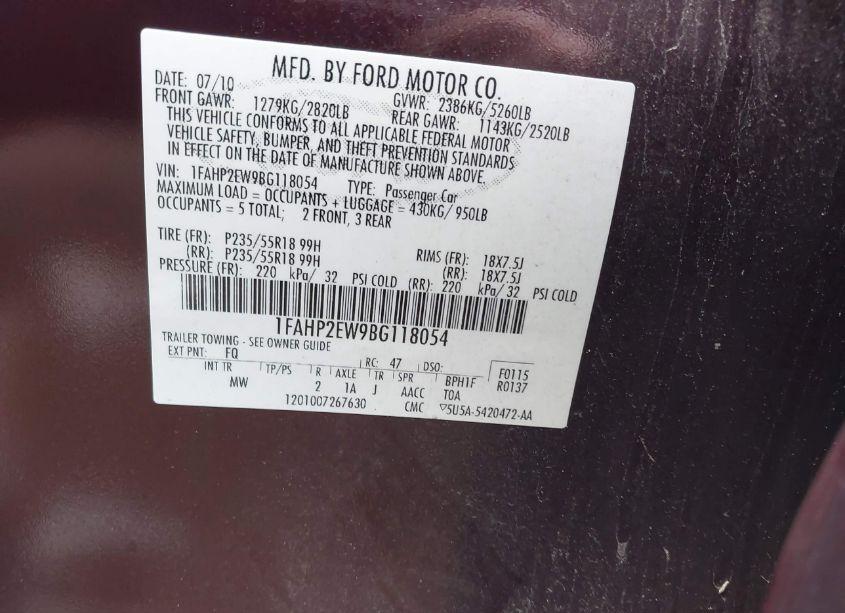 MFD. BY FORD MOTOR CO.
DATE: 07/10 GVWR: 2386KG/5260LB
FRONT GAWR: 1279KG/2820LB REAR GAWR: 1143KG/2520LB
THIS VEHICLE CONFORMS TO ALL APPLICABLE FEDERAL MOTOR
VEHICLE SAFETY, BUMPER, AND THEFT PREVENTION STANDARDS
IN EFFECT ON THE DATE OF MANUFACTURE SHOWN ABOVE.
VIN: 1FAHP2EW9BG118054 TYPE: Passenger Car
MAXIMUM LOAD = OCCUPANTS + LUGGAGE = 430KG/ 950LB
OCCUPANTS = 5 TOTAL; 2 FRONT, 3 REAR
TIRE (FR): P235/55R18 99H RIMS (FR): 18X7.5J
(RR): P235/55R18 99H (RR): 18X7.5J
PRESSURE (FR): 220 kPa/ 32 PSI COLD (RR): 220 kPa/ 32 PSI COLD
1FAHP2EW9BG118054
TRAILER TOWING - SEE OWNER GUIDE
EXT PNT: FQ RC: 47 DSO: F0115
INT TR TP/PS R AXLE TR SPR BPH1F R0137
MW 2 1A J AACC TOA
1201007267630 CMC ▽5U5A-5420472-AA